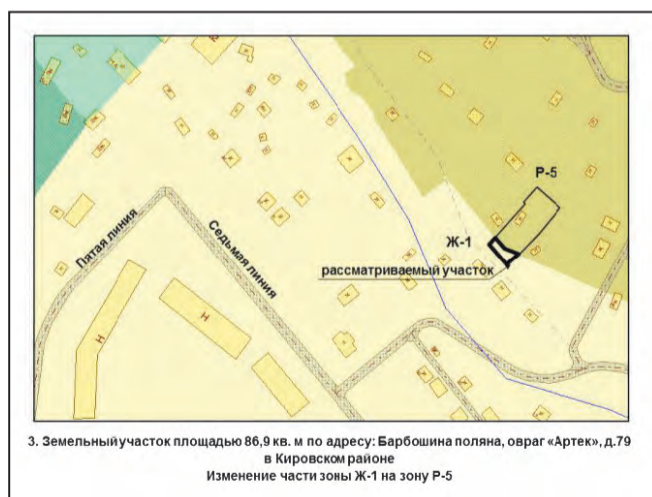 Р-5
Ж-1
рассматриваемый участок
Пятая линия
Седьмая линия
Н
Н
3. Земельный участок площадью 86,9 кв. м по адресу: Барбошина поляна, овраг «Артек», д.79
в Кировском районе
Изменение части зоны Ж-1 на зону Р-5